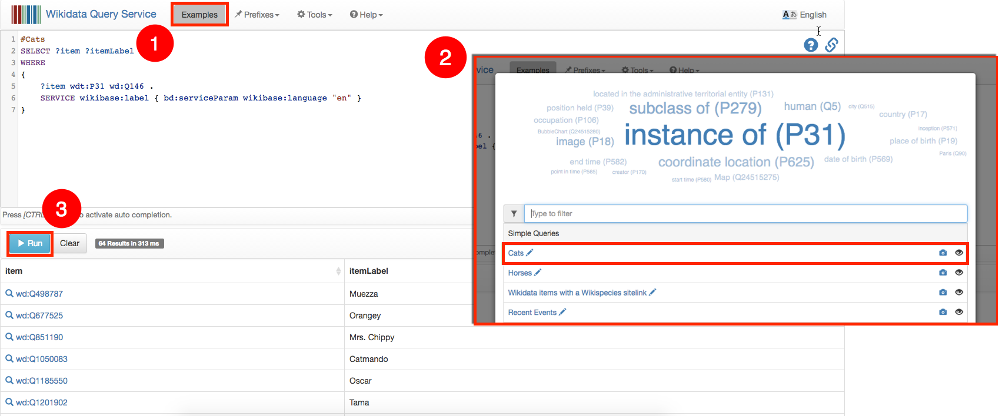 Wikidata Query Service
Examples
Prefixes
Tools
Help
English
1
1 #Cats
2 SELECT ?item ?itemLabel
3 WHERE
4 {
5 ?item wdt:P31 wd:Q146 .
6 SERVICE wikibase:label { bd:serviceParam wikibase:language "en" }
7 }
3
Press [CTRL o activate auto completion.
Run
Clear
64 Results in 313 ms
item
itemLabel
wd:Q498787
Muezza
wd:Q677525
Orangey
wd:Q851190
Mrs. Chippy
wd:Q1050083
Catmando
wd:Q1185550
Oscar
wd:Q1201902
Tama
2
vice
Examples
Prefixes
Tools
Help
located in the administrative territorial entity (P131)
position held (P39)
subclass of (P279)
human (Q5)
city (Q515)
country (P17)
occupation (P106)
BubbleChart (Q24515280)
instance of (P31)
inception (P571)
image (P18)
place of birth (P19)
Paris (Q90)
end time (P582)
coordinate location (P625)
date of birth (P569)
point in time (P585)
creator (P170)
start time (P580)
Map (Q24515275)
Type to filter
Simple Queries
Cats
Horses
Wikidata items with a Wikispecies sitelink
Recent Events